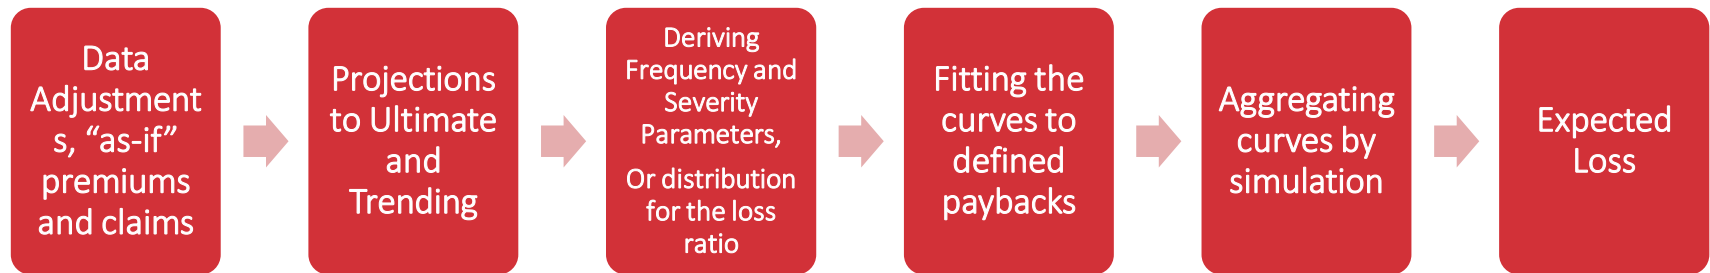 Data
Adjustment
s, “as-if”
premiums
and claims
Projections
to Ultimate
and
Trending
Deriving
Frequency and
Severity
Parameters,
Or distribution
for the loss
ratio
Fitting the
curves to
defined
paybacks
Aggregating
curves by
simulation
Expected
Loss